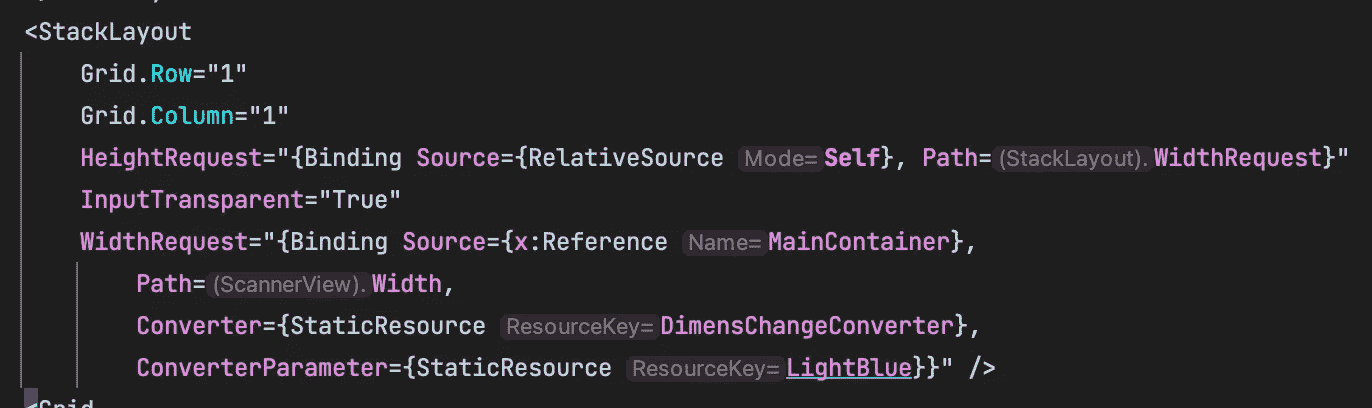 <StackLayout
Grid.Row="1"
Grid.Column="1"
HeightRequest="{Binding Source={RelativeSource Mode=Self}, Path=(StackLayout).WidthRequest}"
InputTransparent="True"
WidthRequest="{Binding Source={x:Reference Name=MainContainer},
Path=(ScannerView).Width,
Converter={StaticResource ResourceKey=DimensChangeConverter},
ConverterParameter={StaticResource ResourceKey=LightBlue}}" />
<Grid